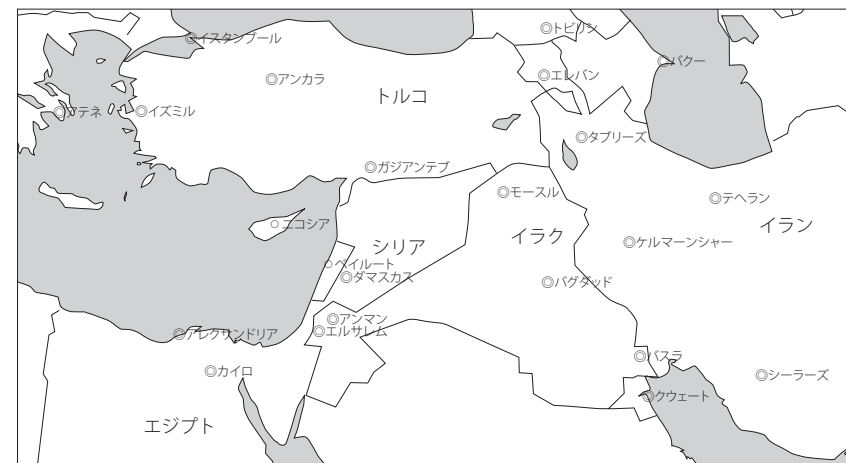 ◎トビリシ
◎イスタンブール
◎バクー
◎アンカラ
◎エレバン
トルコ
◎アテネ
◎イズミル
◎タブリーズ
◎ガジアンテプ
◎モースル
◎テヘラン
○ニコシア
イラン
イラク
シリア
◎ケルマーンシャー
○ベイルート
◎ダマスカス
◎バグダッド
◎アンマン
◎エルサレム
◎アレクサンドリア
◎バスラ
◎カイロ
◎シーラーズ
◎クウェート
エジプト